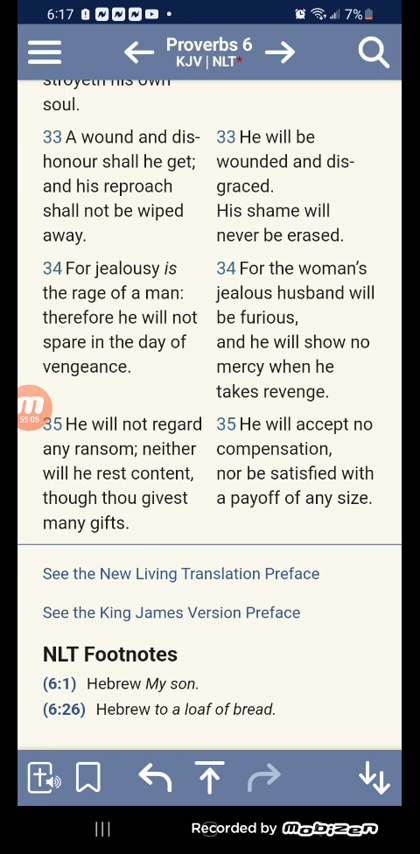 6:17
7%
Proverbs 6
KJV | NLT*
stroyeth his own
soul.
33 A wound and dis-
honour shall he get;
and his reproach
shall not be wiped
away.
33 He will be
wounded and dis-
graced.
His shame will
never be erased.
34 For jealousy is
the rage of a man:
therefore he will not
spare in the day of
vengeance.
34 For the woman’s
jealous husband will
be furious,
and he will show no
mercy when he
takes revenge.
55:05
35 He will not regard
any ransom; neither
will he rest content,
though thou givest
many gifts.
35 He will accept no
compensation,
nor be satisfied with
a payoff of any size.
See the New Living Translation Preface
See the King James Version Preface
NLT Footnotes
(6:1) Hebrew My son.
(6:26) Hebrew to a loaf of bread.
Recorded by mobizen